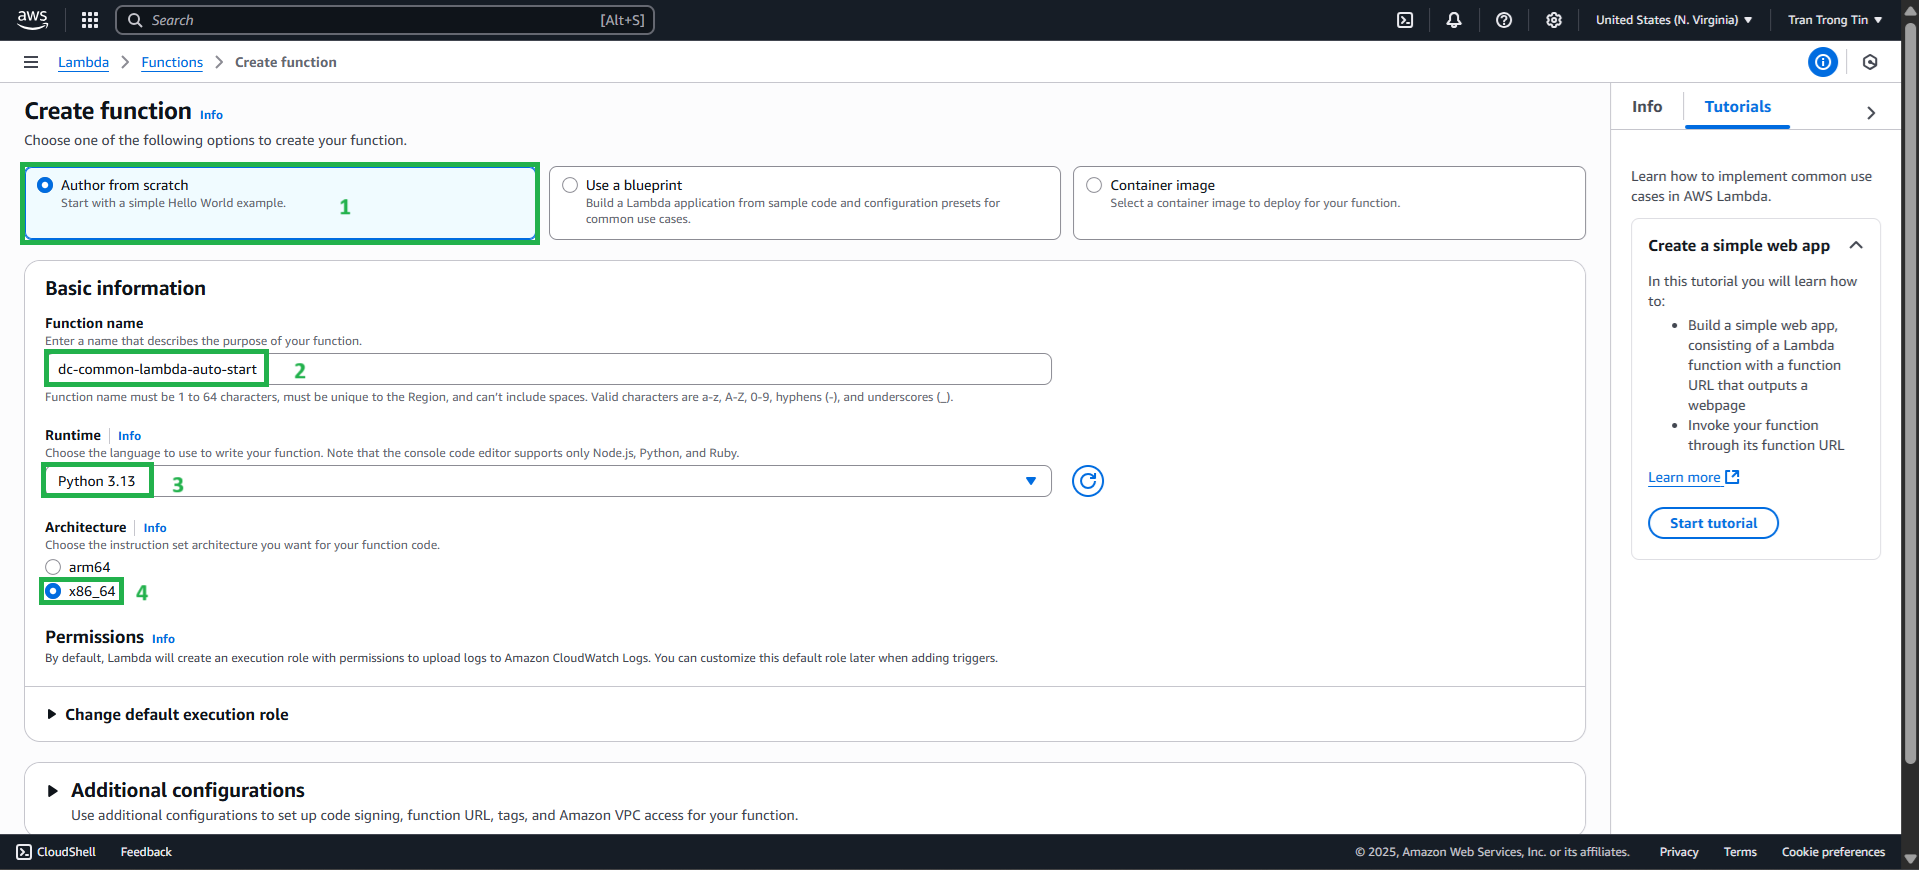 aws
Search
[Alt+S]
United States (N. Virginia)
Tran Trong Tin
Lambda
Functions
Create function
Create function Info
Choose one of the following options to create your function.
Author from scratch
Start with a simple Hello World example.
1
Use a blueprint
Build a Lambda application from sample code and configuration presets for
common use cases.
Container image
Select a container image to deploy for your function.
Basic information
Function name
Enter a name that describes the purpose of your function.
dc-common-lambda-auto-start
2
Function name must be 1 to 64 characters, must be unique to the Region, and can't include spaces. Valid characters are a-z, A-Z, 0-9, hyphens (-), and underscores (_).
Runtime Info
Choose the language to use to write your function. Note that the console code editor supports only Node.js, Python, and Ruby.
Python 3.13
3
Architecture Info
Choose the instruction set architecture you want for your function code.
arm64
x86_64
4
Permissions Info
By default, Lambda will create an execution role with permissions to upload logs to Amazon CloudWatch Logs. You can customize this default role later when adding triggers.
Change default execution role
Additional configurations
Use additional configurations to set up code signing, function URL, tags, and Amazon VPC access for your function.
Info
Tutorials
Learn how to implement common use
cases in AWS Lambda.
Create a simple web app
In this tutorial you will learn how
to:
• Build a simple web app,
consisting of a Lambda
function with a function
URL that outputs a
webpage
• Invoke your function
through its function URL
Learn more
Start tutorial
CloudShell
Feedback
© 2025, Amazon Web Services, Inc. or its affiliates.
Privacy
Terms
Cookie preferences